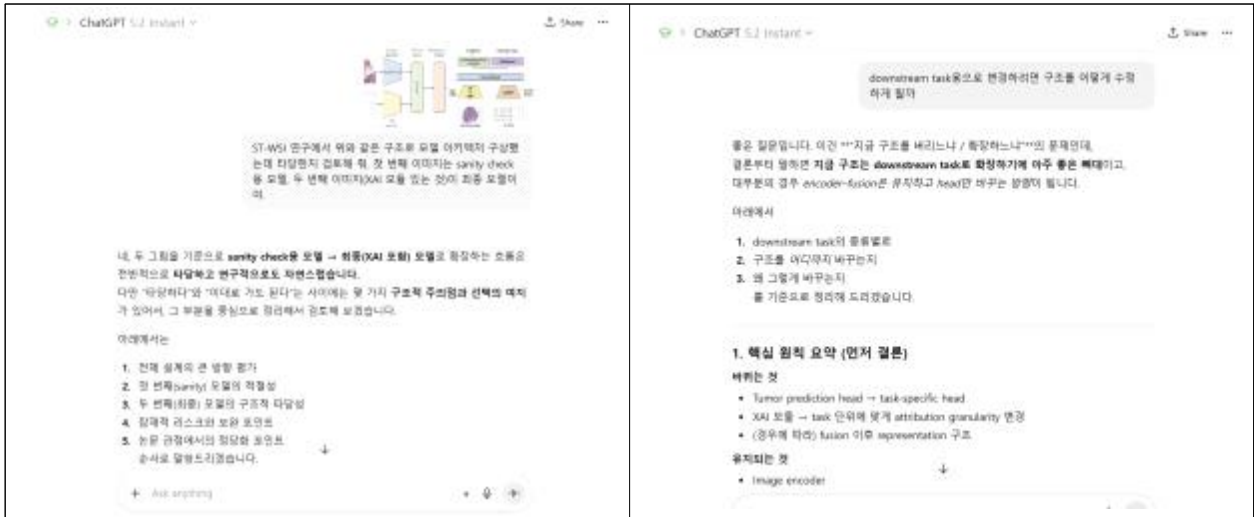 ChatGPT 5.2 Instant
Share
ST-WSI 연구에서 위와 같은 구조로 모델 아키텍처 구상했
는데 타당한지 검토해 줘. 첫 번째 이미지는 sanity check
용 모델, 두 번째 이미지(XAI 모듈 있는 것)이 최종 모델이
야.
네, 두 그림을 기준으로 sanity check용 모델 → 최종(XAI 포함) 모델로 확장하는 흐름은
전반적으로 타당하고 연구적으로도 자연스럽습니다.
다만 "타당하다"와 "이대로 가도 된다"는 사이에는 몇 가지 구조적 주의점과 선택의 여지
가 있어서, 그 부분을 중심으로 정리해서 검토해 보겠습니다.
아래에서는
1. 전체 설계의 큰 방향 평가
2. 첫 번째(sanity) 모델의 적절성
3. 두 번째(최종) 모델의 구조적 타당성
4. 잠재적 리스크와 보완 포인트
5. 논문 관점에서의 정당화 포인트
순서로 말씀드리겠습니다.
Ask anything
ChatGPT 5.2 Instant
Share
downstream task용으로 변경하려면 구조를 어떻게 수정
하게 될까
좋은 질문입니다. 이건 **"지금 구조를 버리느냐 / 확장하느냐"**의 문제인데,
결론부터 말하면 지금 구조는 downstream task로 확장하기에 아주 좋은 뼈대이고,
대부분의 경우 encoder–fusion은 유지하고 head만 바꾸는 방향이 됩니다.
아래에서
1. downstream task의 종류별로
2. 구조를 어디까지 바꾸는지
3. 왜 그렇게 바꾸는지
를 기준으로 정리해 드리겠습니다.
1. 핵심 원칙 요약 (먼저 결론)
바뀌는 것
• Tumor prediction head → task-specific head
• XAI 모듈 → task 단위에 맞게 attribution granularity 변경
• (경우에 따라) fusion 이후 representation 구조
유지되는 것
• Image encoder